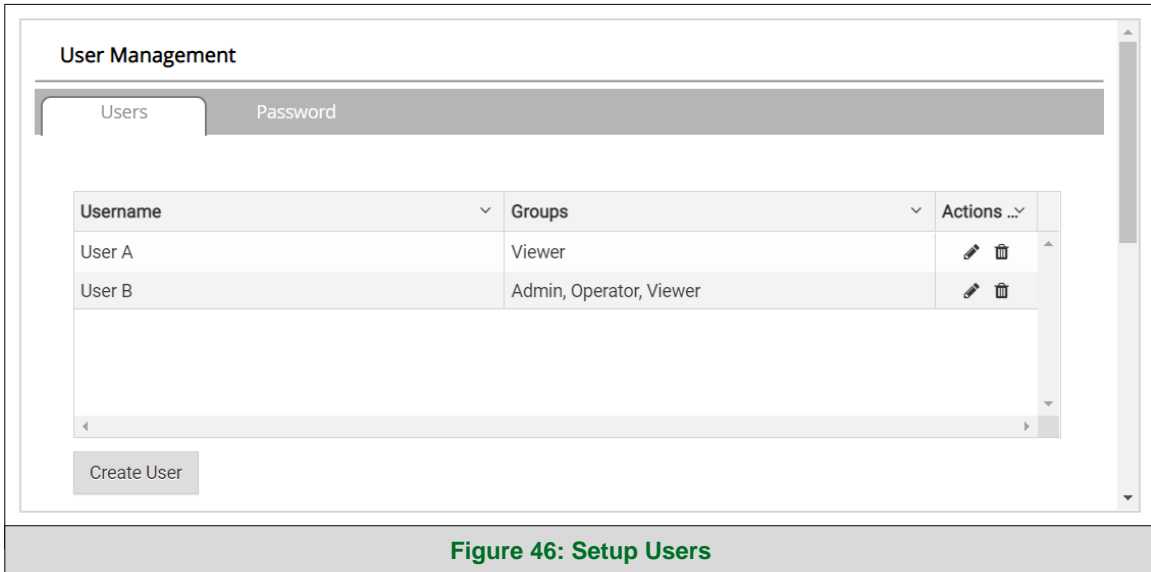 User Management
Users Password
Username Groups Actions ...
User A Viewer
User B Admin, Operator, Viewer
Create User
Figure 46: Setup Users